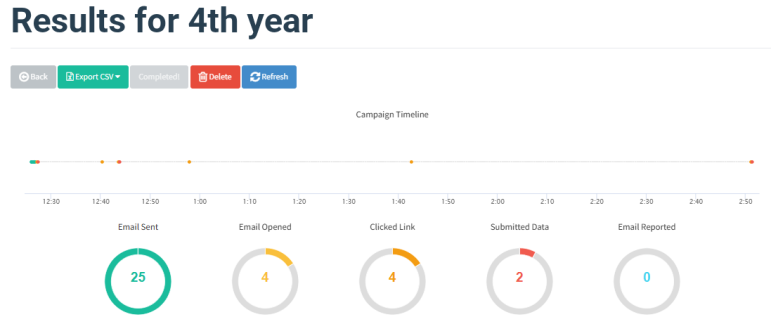 Results for 4th year
Back Export CSV Completed! Delete Refresh
Campaign Timeline
12:30 12:40 12:50 1:00 1:10 1:20 1:30 1:40 1:50 2:00 2:10 2:20 2:30 2:40 2:50
Email Sent Email Opened Clicked Link Submitted Data Email Reported
25 4 4 2 0